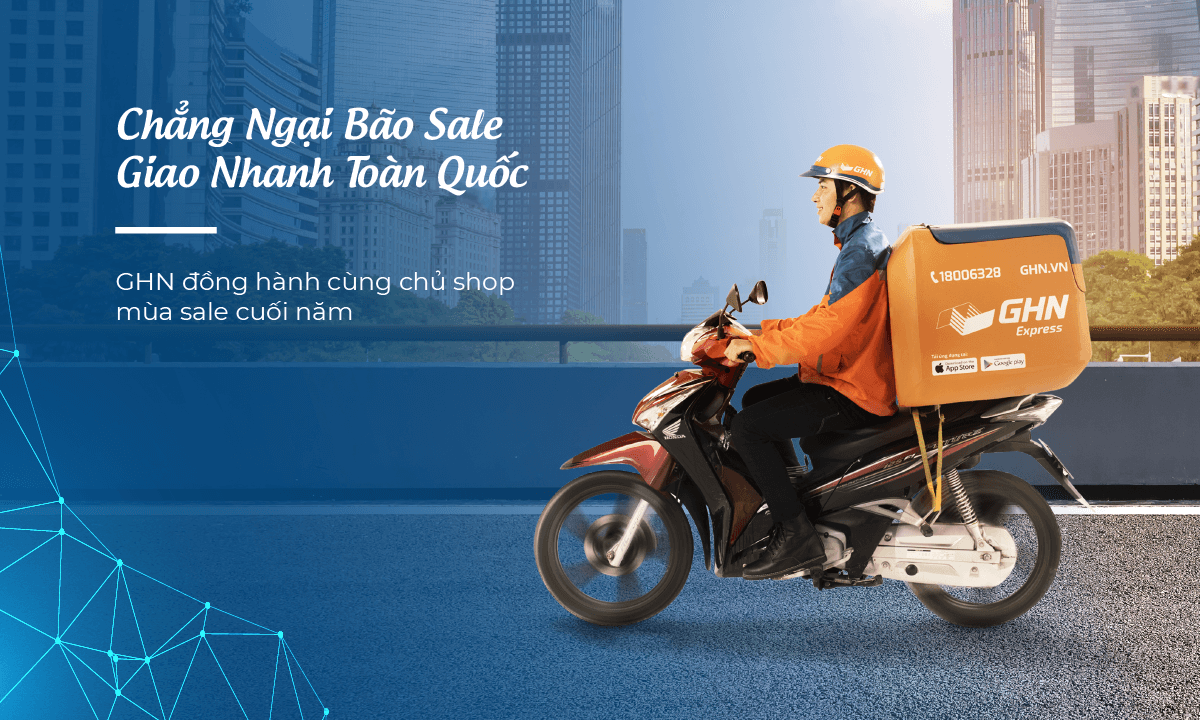 Chẳng Ngại Bão Sale
Giao Nhanh Toàn Quốc
GHN đồng hành cùng chủ shop
mùa sale cuối năm
GHN
18006328 GHN.VN
GHN
Express
App Store
Google play
HONDA